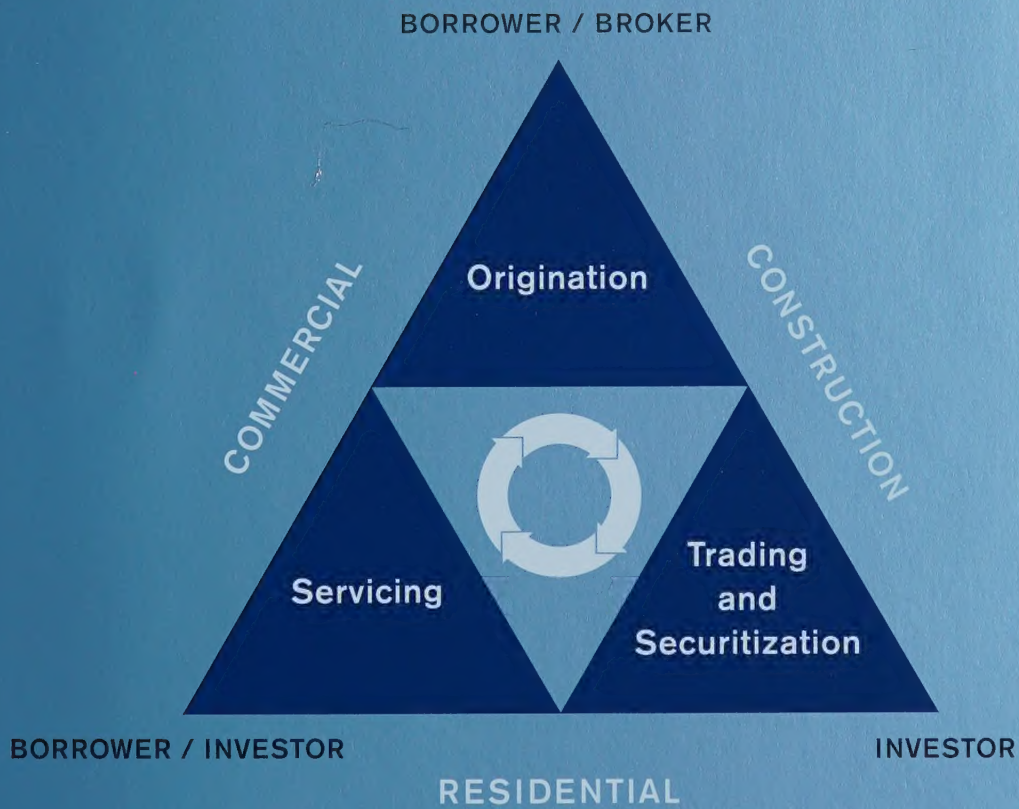 BORROWER / BROKER
Origination
COMMERCIAL
CONSTRUCTION
Servicing
Trading
and
Securitization
BORROWER / INVESTOR
INVESTOR
RESIDENTIAL